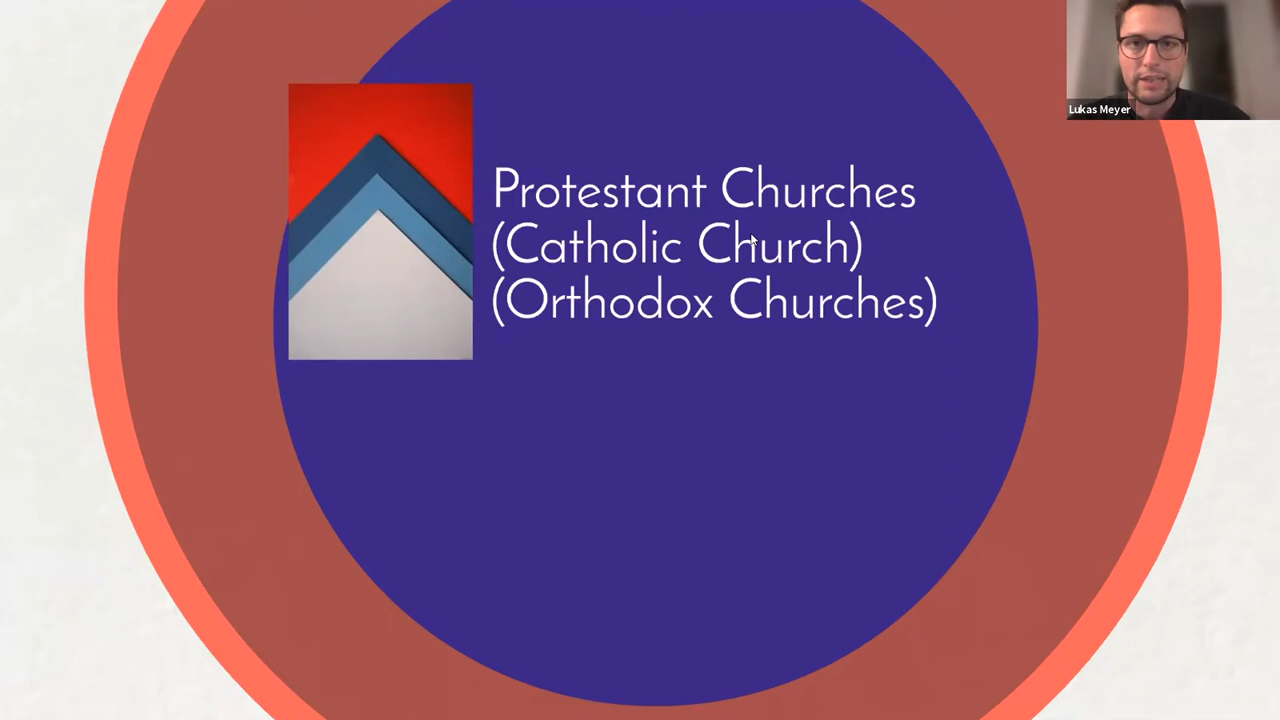 Protestant Churches
(Catholic Church)
(Orthodox Churches)
Lukas Meyer